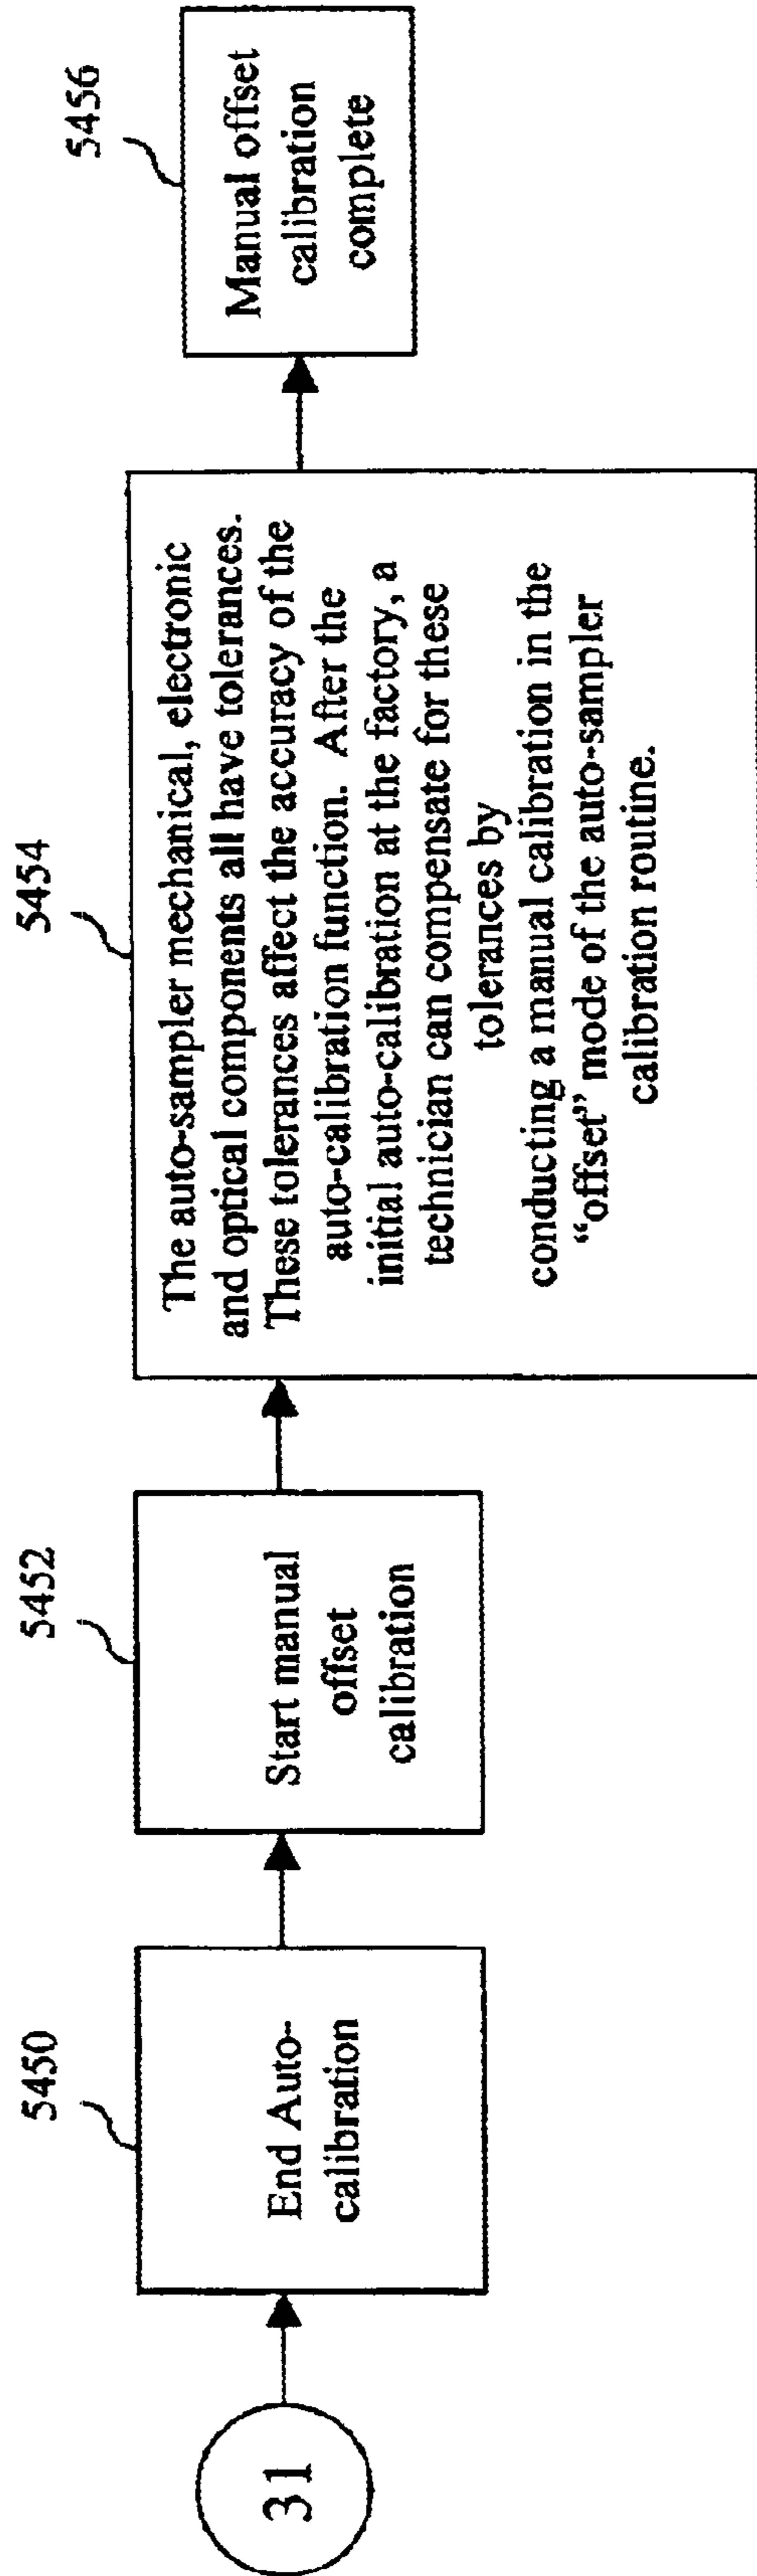 31
5450
End Auto-
calibration
5452
Start manual
offset
calibration
5454
The auto-sampler mechanical, electronic
and optical components all have tolerances.
These tolerances affect the accuracy of the
auto-calibration function. After the
initial auto-calibration at the factory, a
technician can compensate for these
tolerances by
conducting a manual calibration in the
“offset” mode of the auto-sampler
calibration routine.
5456
Manual offset
calibration
complete